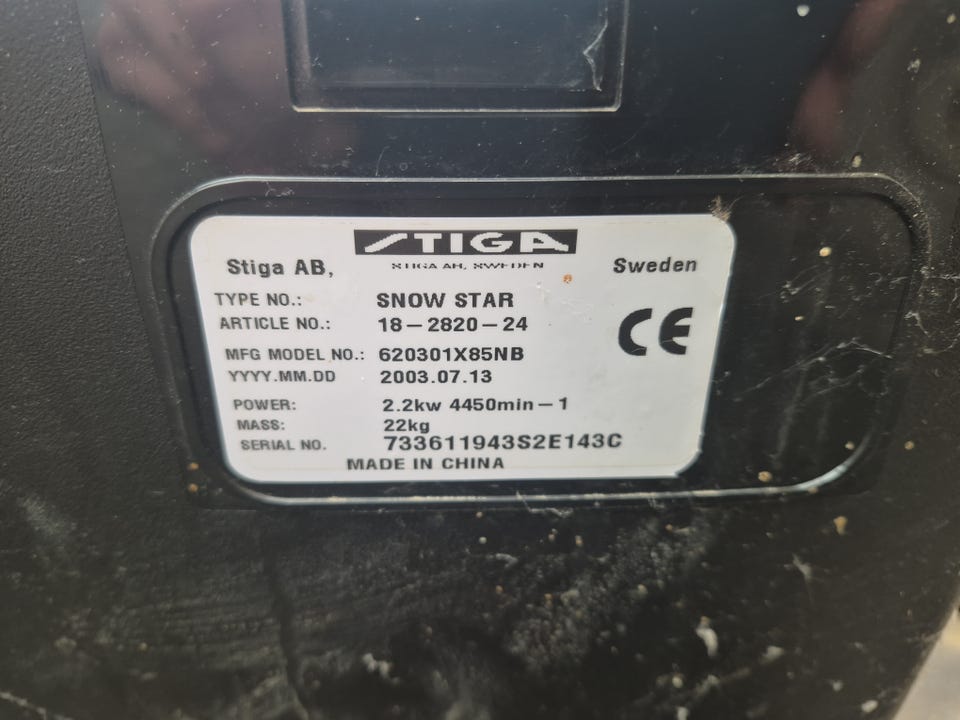 STIGA
STIGA AB, SWEDEN
Stiga AB, Sweden
TYPE NO.: SNOW STAR
ARTICLE NO.: 18-2820-24
MFG MODEL NO.: 620301X85NB
YYYY.MM.DD 2003.07.13
POWER: 2.2kw 4450min-1
MASS: 22kg
SERIAL NO. 733611943S2E143C
MADE IN CHINA
CE